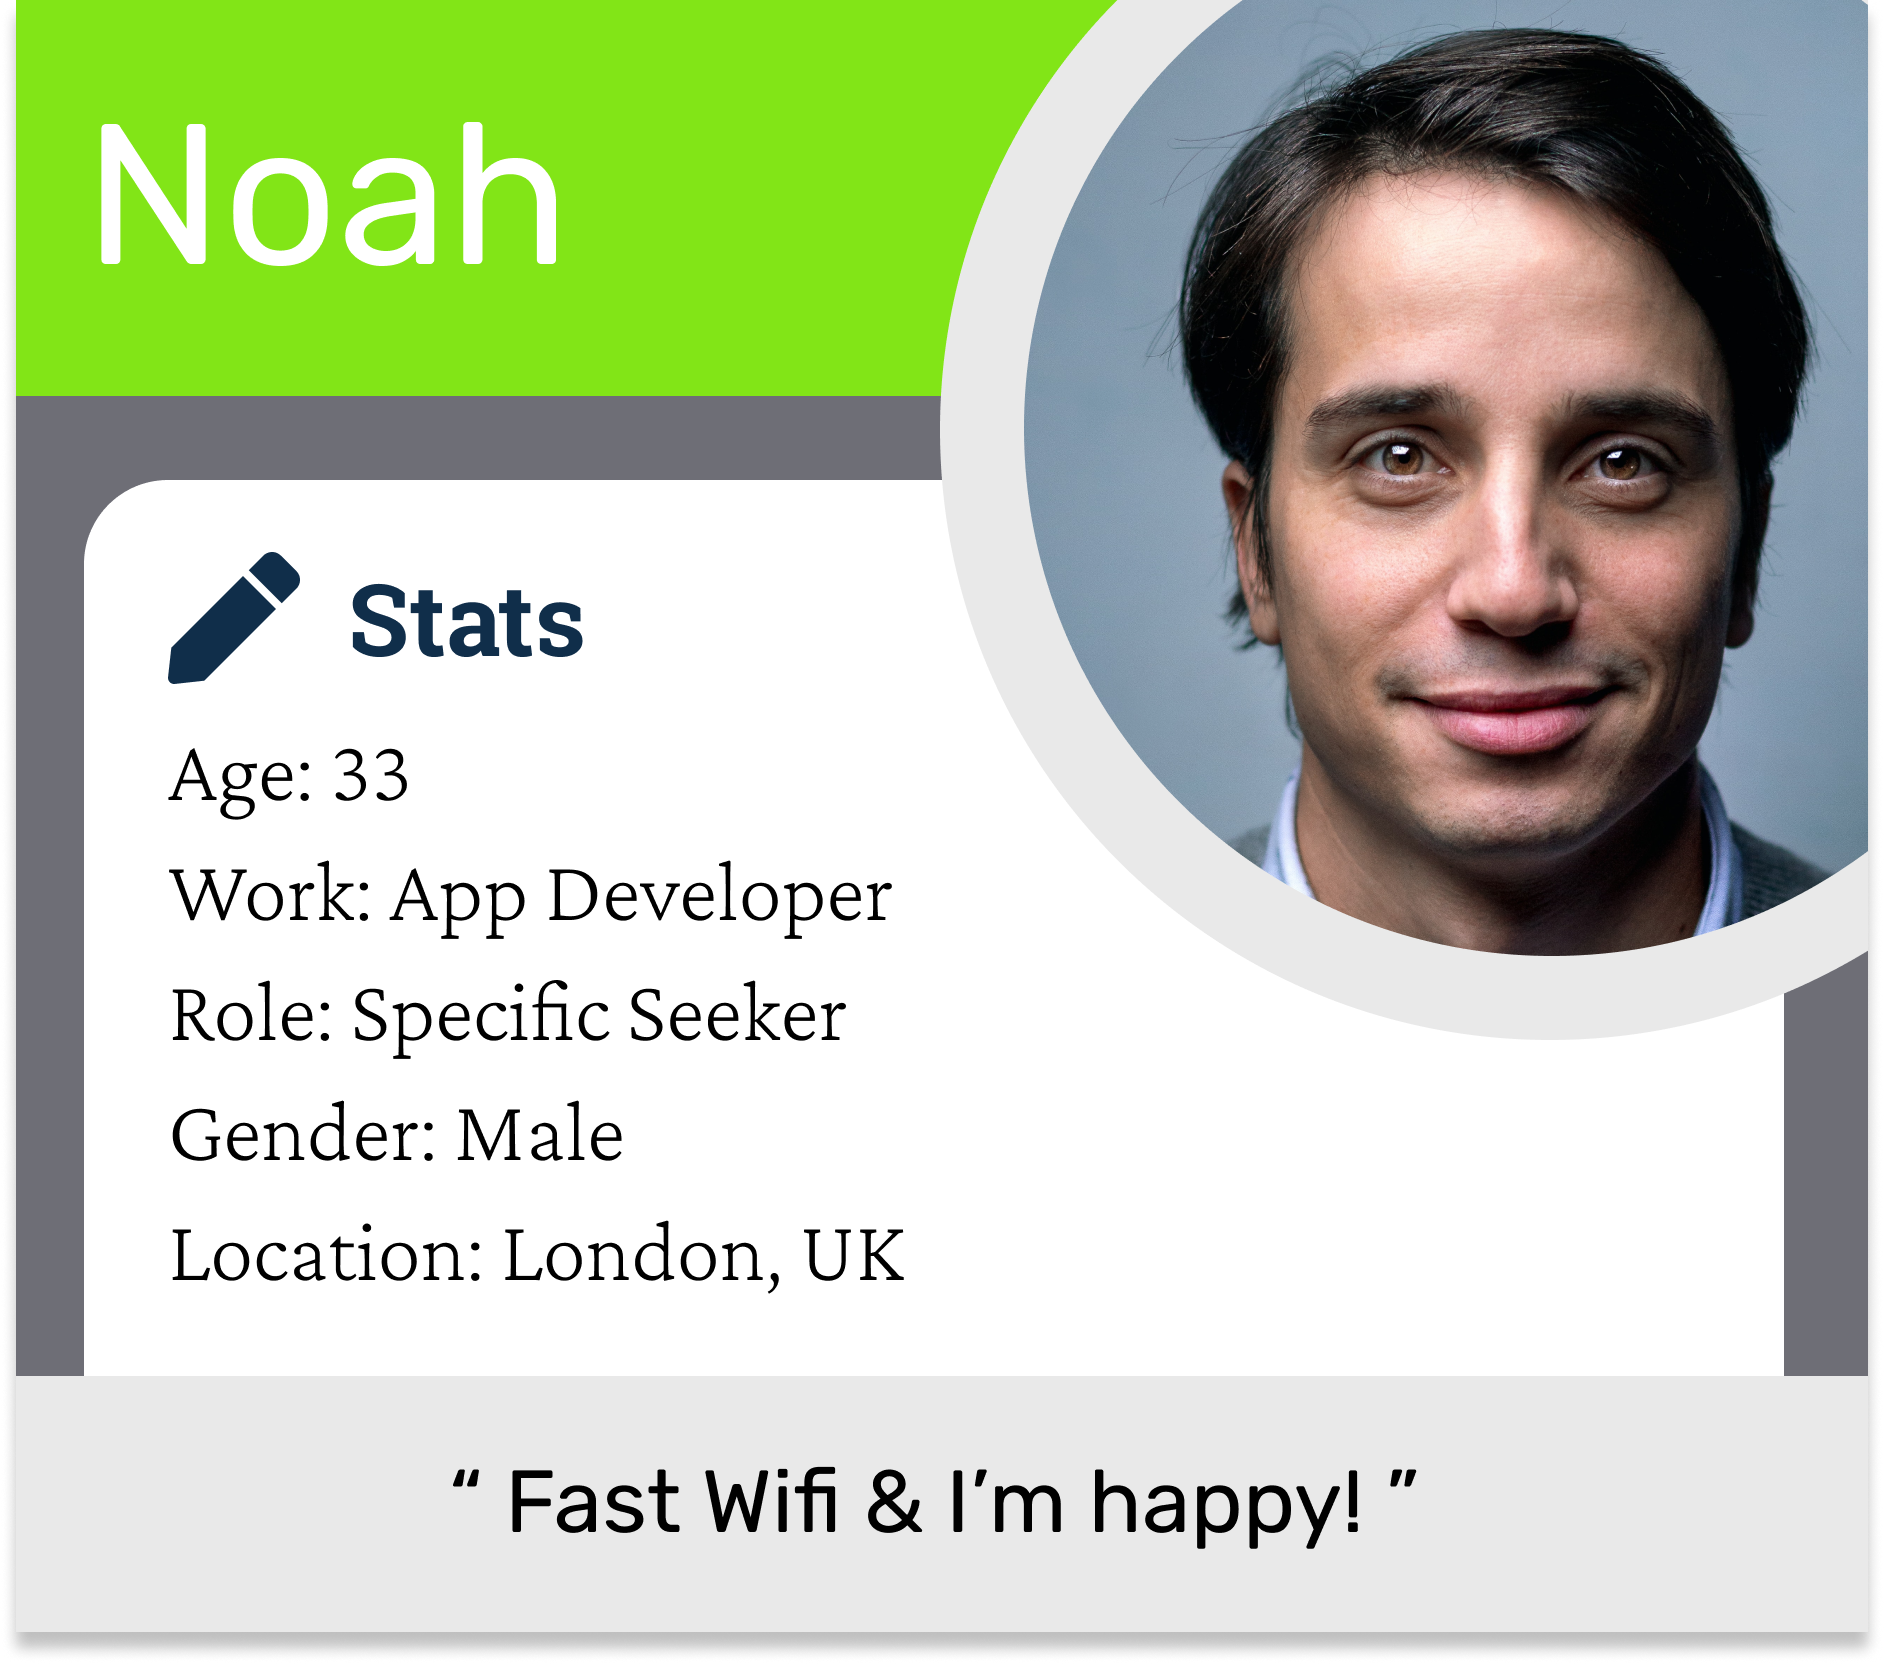 Noah
Stats
Age: 33
Work: App Developer
Role: Specific Seeker
Gender: Male
Location: London, UK
“ Fast Wifi & I’m happy! ”